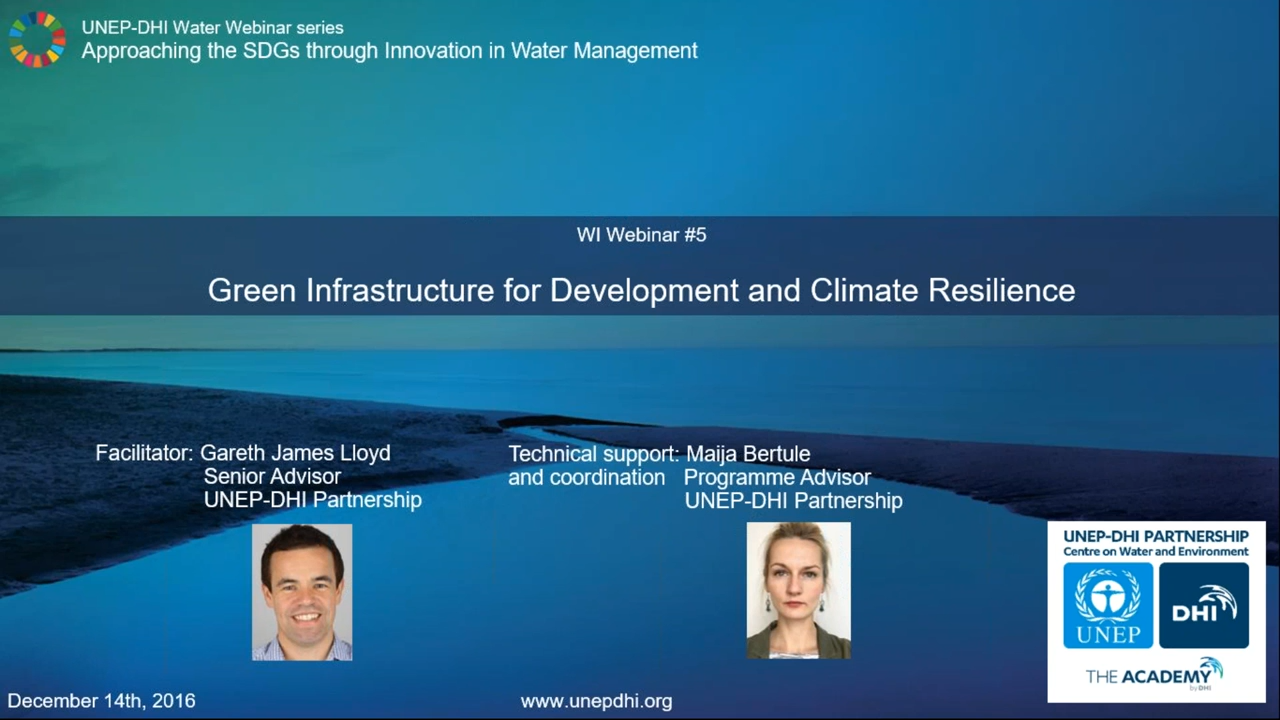 UNEP-DHI Water Webinar series
Approaching the SDGs through Innovation in Water Management
WI Webinar #5
Green Infrastructure for Development and Climate Resilience
Facilitator: Gareth James Lloyd
Senior Advisor
UNEP-DHI Partnership
Technical support: Maija Bertule
and coordination Programme Advisor
UNEP-DHI Partnership
UNEP-DHI PARTNERSHIP
Centre on Water and Environment
UNEP
DHI
THE ACADEMY
by DHI
December 14th, 2016
www.unepdhi.org